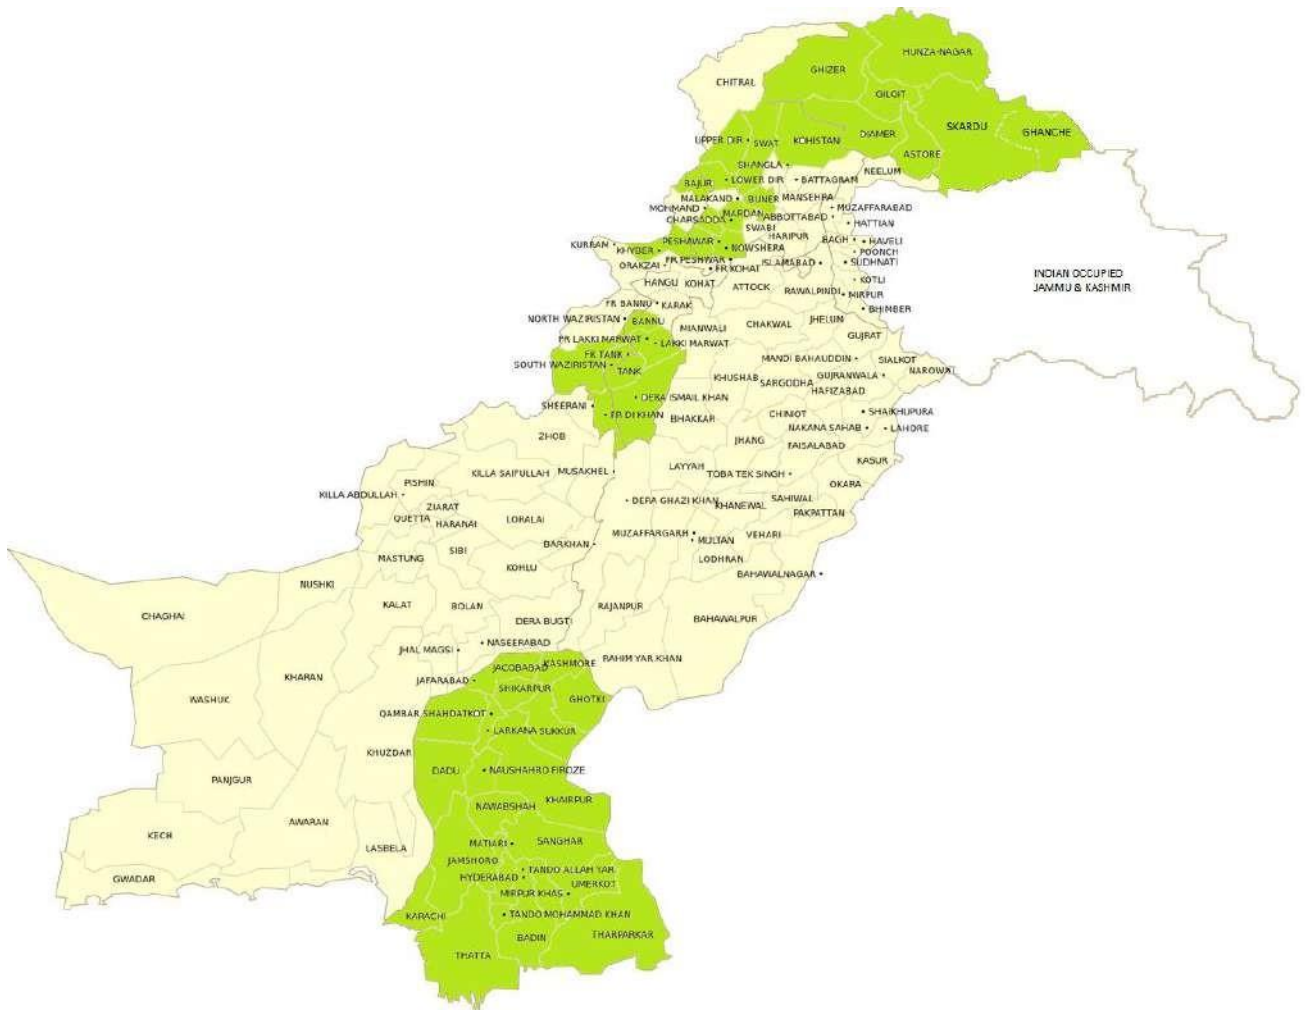 HUNZA-NAGAR
GHIZER
CHITRAL
GILGIT
SKARDU
GHANCHE
DIAMER
UPPER DIR
SWAT
KOHISTAN
ASTORE
SHANGLA
NEELUM
BAJUR
LOWER DIR
BATTAGRAM
MALAKAND
BUNER
MANSEHRA
MOHMAND
MUZAFFARABAD
CHARSADDA
MARDAN
ABBOTTABAD
HATTIAN
SWABI
HARIPUR
KURRAM
KHYBER
PESHAWAR
NOWSHERA
BAGH
HAVELI
POONCH
ORAKZAI
FR PESHWAR
FR KOHAT
ISLAMABAD
SUDHNATI
INDIAN OCCUPIED
JAMMU & KASHMIR
HANGU
KOHAT
ATTOCK
RAWALPINDI
KOTLI
MIRPUR
FR BANNU
KARAK
BHIMBER
NORTH WAZIRISTAN
BANNU
MIANWALI
CHAKWAL
JHELUM
GUJRAT
FR LAKKI MARWAT
LAKKI MARWAT
FR TANK
MANDI BAHAUDDIN
SIALKOT
SOUTH WAZIRISTAN
TANK
KHUSHAB
SARGODHA
GUJRANWALA
NAROWAL
HAFIZABAD
DERA ISMAIL KHAN
SHEERANI
FR DI KHAN
BHAKKAR
CHINIOT
SHAIKHUPURA
NAKANA SAHAB
LAHORE
ZHOB
JHANG
FAISALABAD
KASUR
KILLA SAIFULLAH
MUSAKHEL
LAYYAH
TOBA TEK SINGH
OKARA
PISHIN
KILLA ABDULLAH
ZIARAT
DERA GHAZI KHAN
KHANEWAL
SAHIWAL
PAKPATTAN
QUETTA
HARANAI
LORALAI
MUZAFFARGARH
MULTAN
VEHARI
BARKHAN
MASTUNG
SIBI
KOHLU
LODHRAN
BAHAWALNAGAR
NUSHKI
CHAGHAI
KALAT
BOLAN
RAJANPUR
DERA BUGTI
BAHAWALPUR
NASEERABAD
JHAL MAGSI
RAHIM YAR KHAN
KHARAN
JACOBABAD
KASHMORE
JAFARABAD
SHIKARPUR
GHOTKI
WASHUK
QAMBAR SHAHDATKOT
LARKANA SUKKUR
KHUZDAR
DADU
NAUSHAHRO FIROZE
PANJGUR
NAWABSHAH
KHAIRPUR
KECH
AWARAN
LASBELA
MATIARI
SANGHAR
JAMSHORO
TANDO ALLAH YAR
HYDERABAD
GWADAR
UMERKOT
MIRPUR KHAS
KARACHI
TANDO MOHAMMAD KHAN
BADIN
THARPARKAR
THATTA